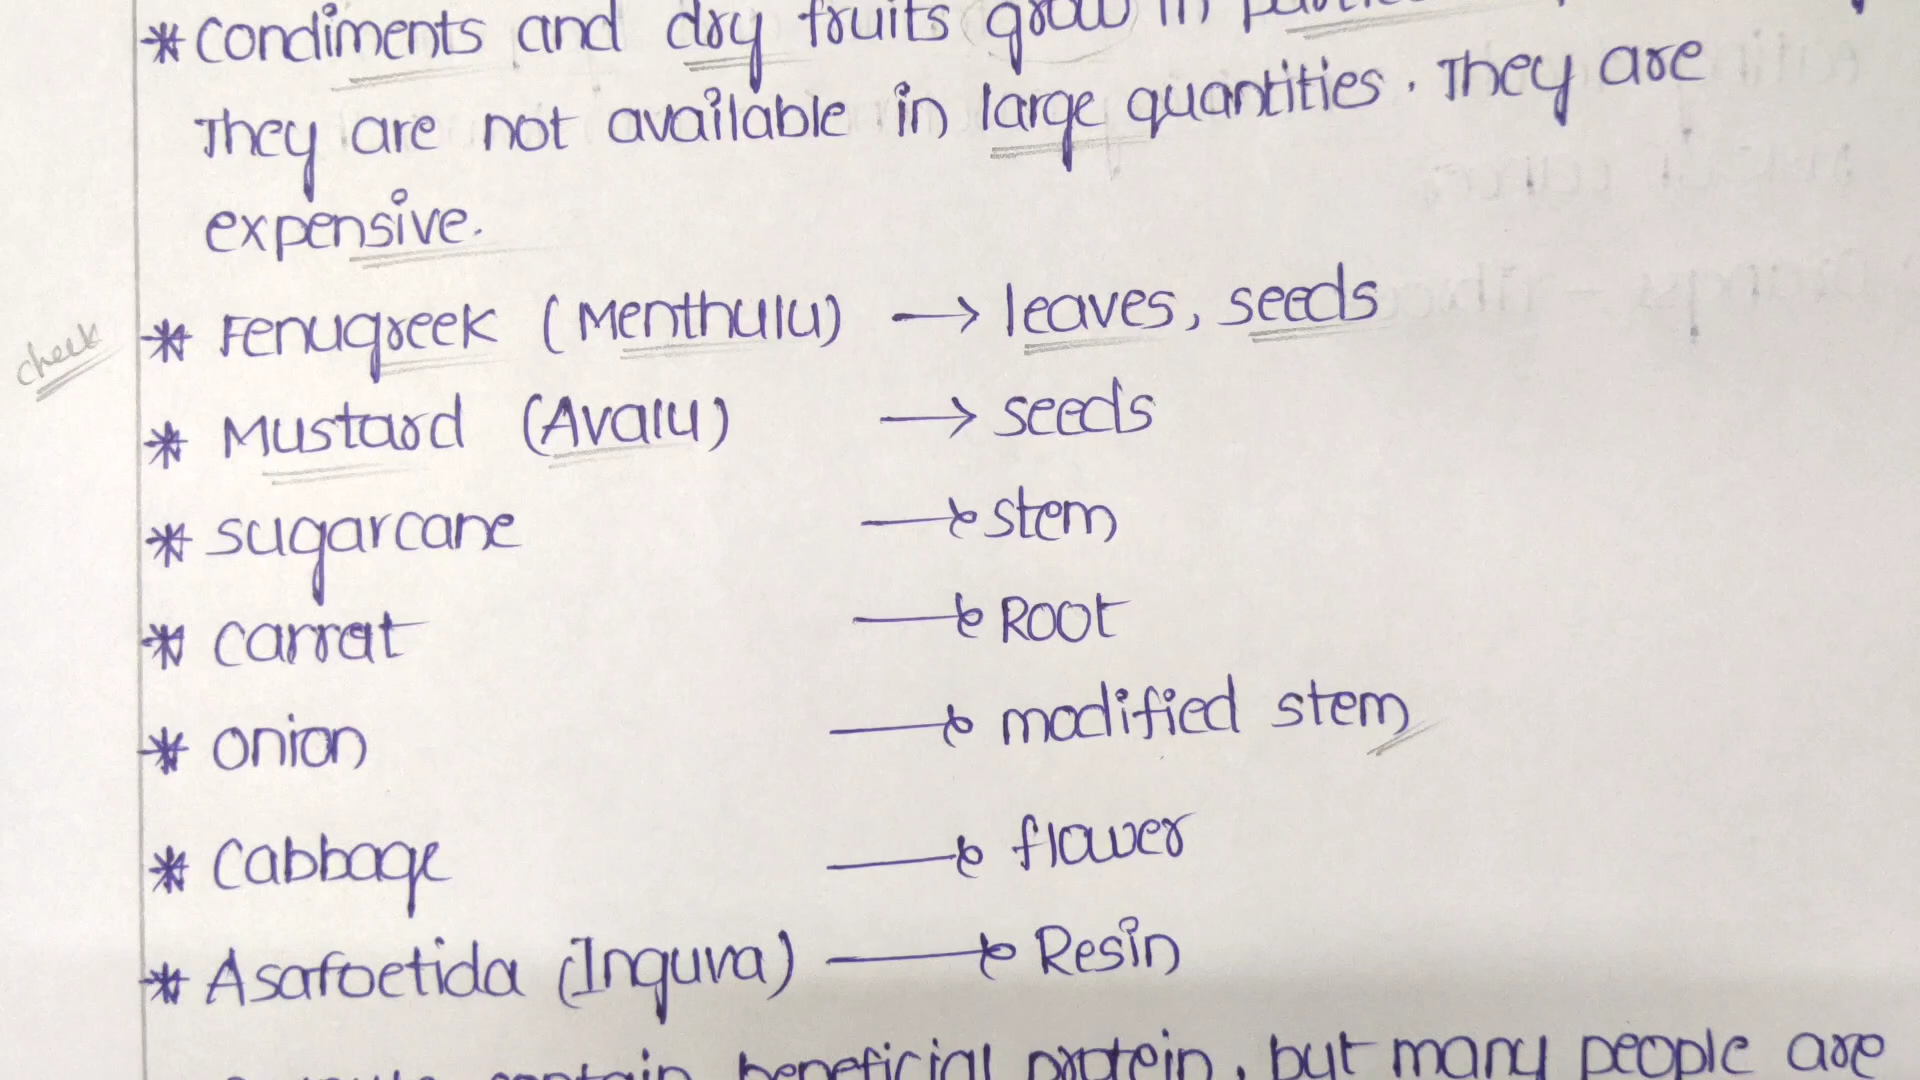 * condiments and dry fruits grow in
They are not available in large quantities. They are
expensive.
check * Fenugreek (Menthulu) → leaves, seeds
* Mustard (Avalu) → seeds
* sugarcane → stem
* carrot → Root
* onion → modified stem
* cabbage → flower
* Asafoetida (Inguva) → Resin
contain beneficial protein, but many people are